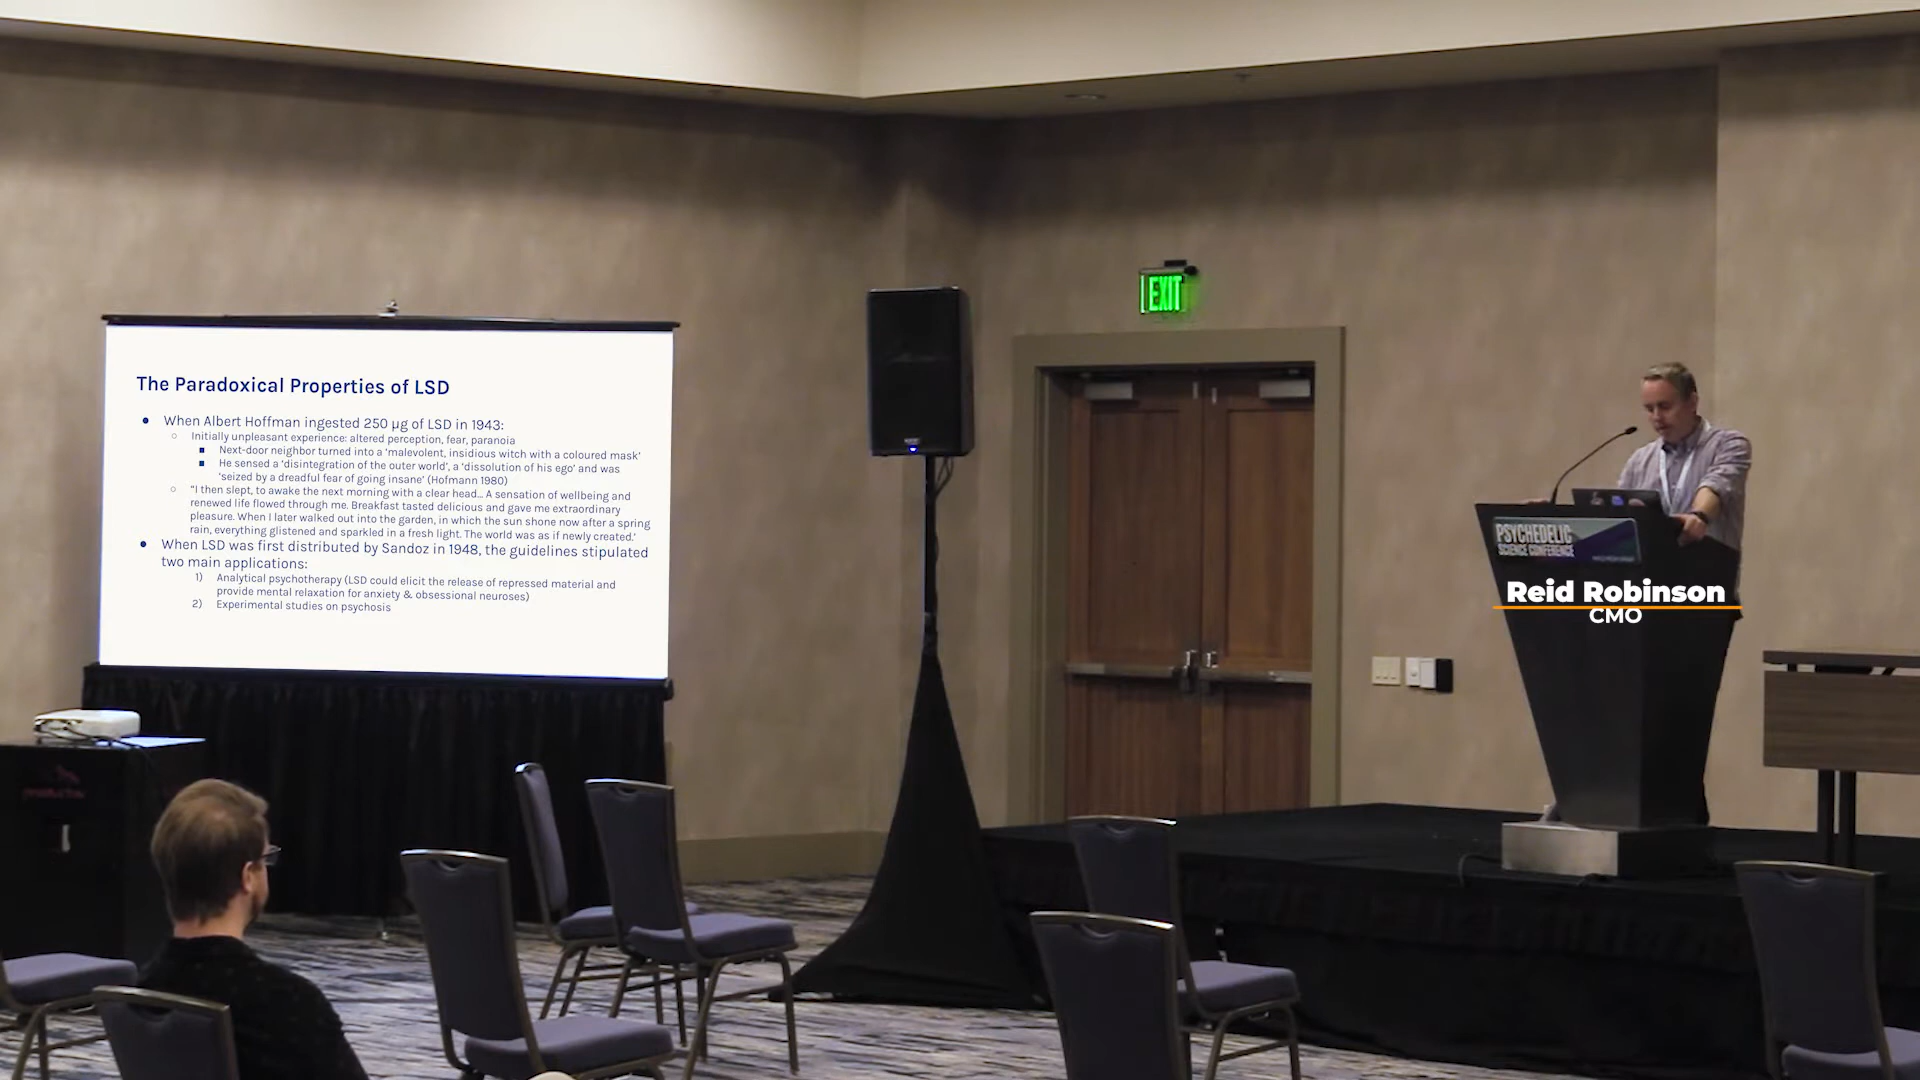 The Paradoxical Properties of LSD
● When Albert Hoffman ingested 250 µg of LSD in 1943:
○ Initially unpleasant experience: altered perception, fear, paranoia
■ Next-door neighbor turned into a ‘malevolent, insidious witch with a coloured mask’
■ He sensed a ‘disintegration of the outer world’, a ‘dissolution of his ego’ and was
‘seized by a dreadful fear of going insane’ (Hofmann 1980)
○ “I then slept, to awake the next morning with a clear head... A sensation of wellbeing and
renewed life flowed through me. Breakfast tasted delicious and gave me extraordinary
pleasure. When I later walked out into the garden, in which the sun shone now after a spring
rain, everything glistened and sparkled in a fresh light. The world was as if newly created.’
● When LSD was first distributed by Sandoz in 1948, the guidelines stipulated
two main applications:
1) Analytical psychotherapy (LSD could elicit the release of repressed material and
provide mental relaxation for anxiety & obsessional neuroses)
2) Experimental studies on psychosis
EXIT
PSYCHEDELIC
SCIENCE CONFERENCE
Reid Robinson
CMO